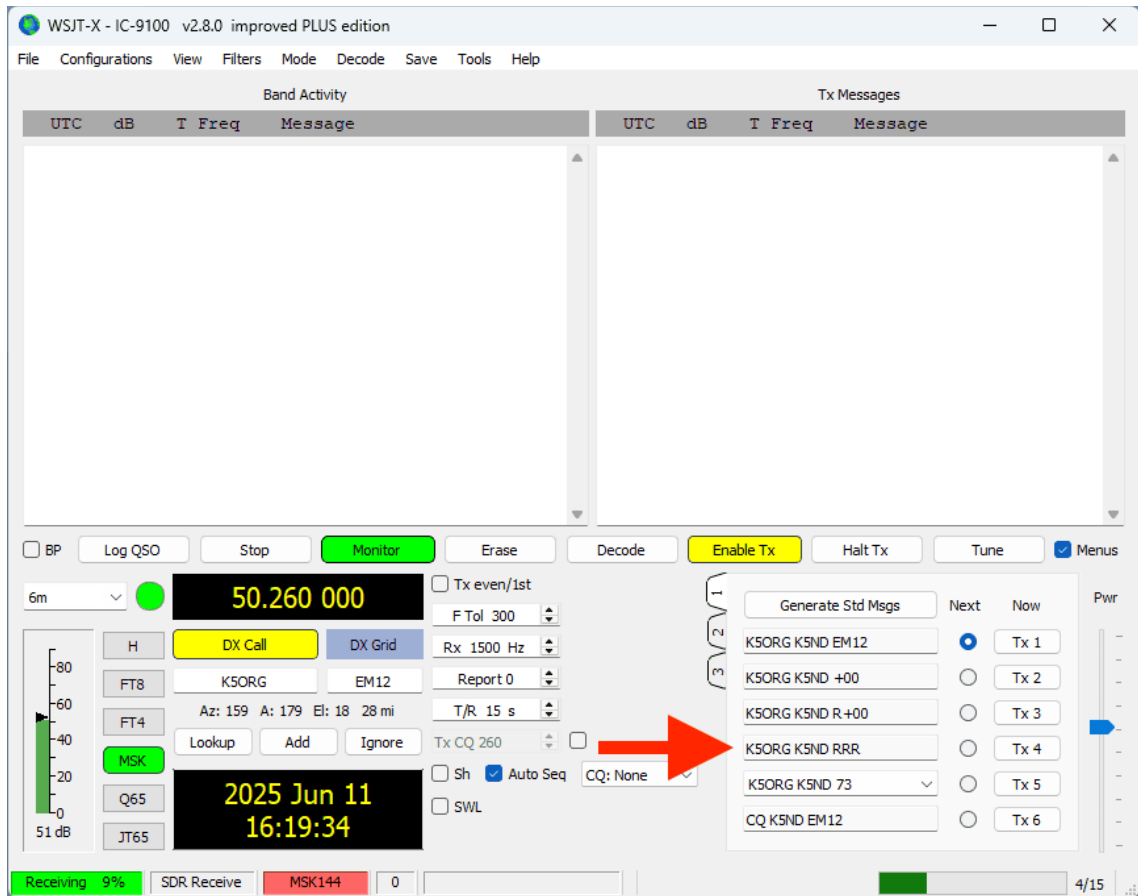 WSJT-X - IC-9100 v2.8.0 improved PLUS edition
File Configurations View Filters Mode Decode Save Tools Help
Band Activity
UTC dB T Freq Message
Tx Messages
UTC dB T Freq Message
BP Log QSO Stop Monitor Erase Decode Enable Tx Halt Tx Tune Menus
6m
50.260 000
Tx even/1st
F Tol 300
DX Call DX Grid
Rx 1500 Hz
K5ORG EM12
Report 0
Az: 159 A: 179 El: 18 28 mi
T/R 15 s
Lookup Add Ignore
Tx CQ 260
Sh Auto Seq CQ: None
SWL
2025 Jun 11
16:19:34
H
FT8
FT4
MSK
Q65
JT65
80
60
40
20
0
51 dB
1
2
3
Generate Std Msgs Next Now
K5ORG K5ND EM12 Tx 1
K5ORG K5ND +00 Tx 2
K5ORG K5ND R+00 Tx 3
K5ORG K5ND RRR Tx 4
K5ORG K5ND 73 Tx 5
CQ K5ND EM12 Tx 6
Pwr
Receiving 9% SDR Receive MSK144 0 4/15